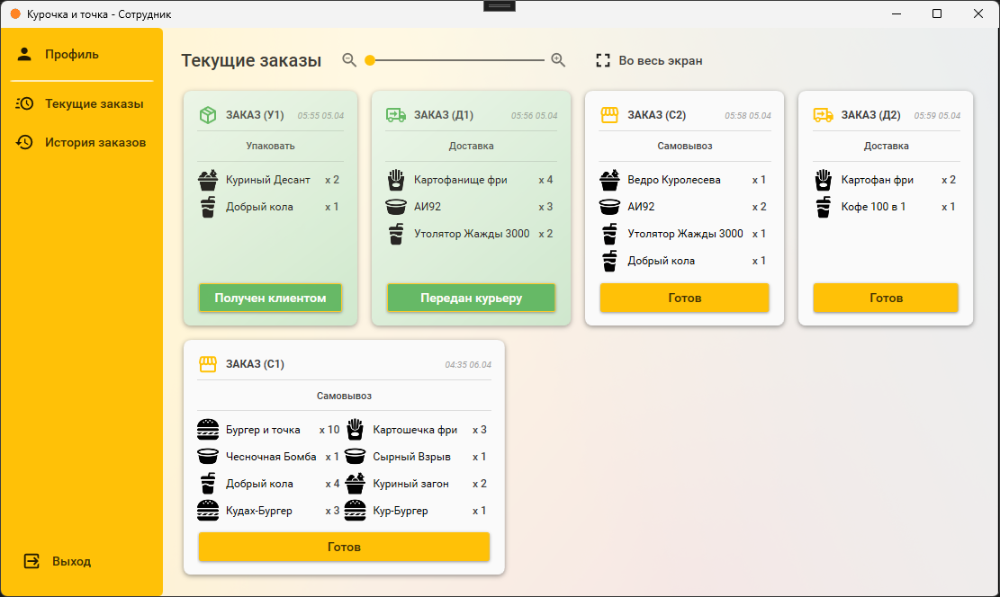 Курочка и точка - Сотрудник
Профиль
Текущие заказы
История заказов
Выход
Текущие заказы
Во весь экран
ЗАКАЗ (У1) 05:55 05.04
Упаковать
Куриный Десант x 2
Добрый кола x 1
Получен клиентом
ЗАКАЗ (Д1) 05:56 05.04
Доставка
Картофанище фри x 4
АИ92 x 3
Утолятор Жажды 3000 x 2
Передан курьеру
ЗАКАЗ (С2) 05:58 05.04
Самовывоз
Ведро Куролесева x 1
АИ92 x 2
Утолятор Жажды 3000 x 1
Добрый кола x 1
Готов
ЗАКАЗ (Д2) 05:59 05.04
Доставка
Картофан фри x 2
Кофе 100 в 1 x 1
Готов
ЗАКАЗ (С1) 04:35 06.04
Самовывоз
Бургер и точка x 10 Картошечка фри x 3
Чесночная Бомба x 1 Сырный Взрыв x 1
Добрый кола x 4 Куриный загон x 2
Кудах-Бургер x 3 Кур-Бургер x 1
Готов